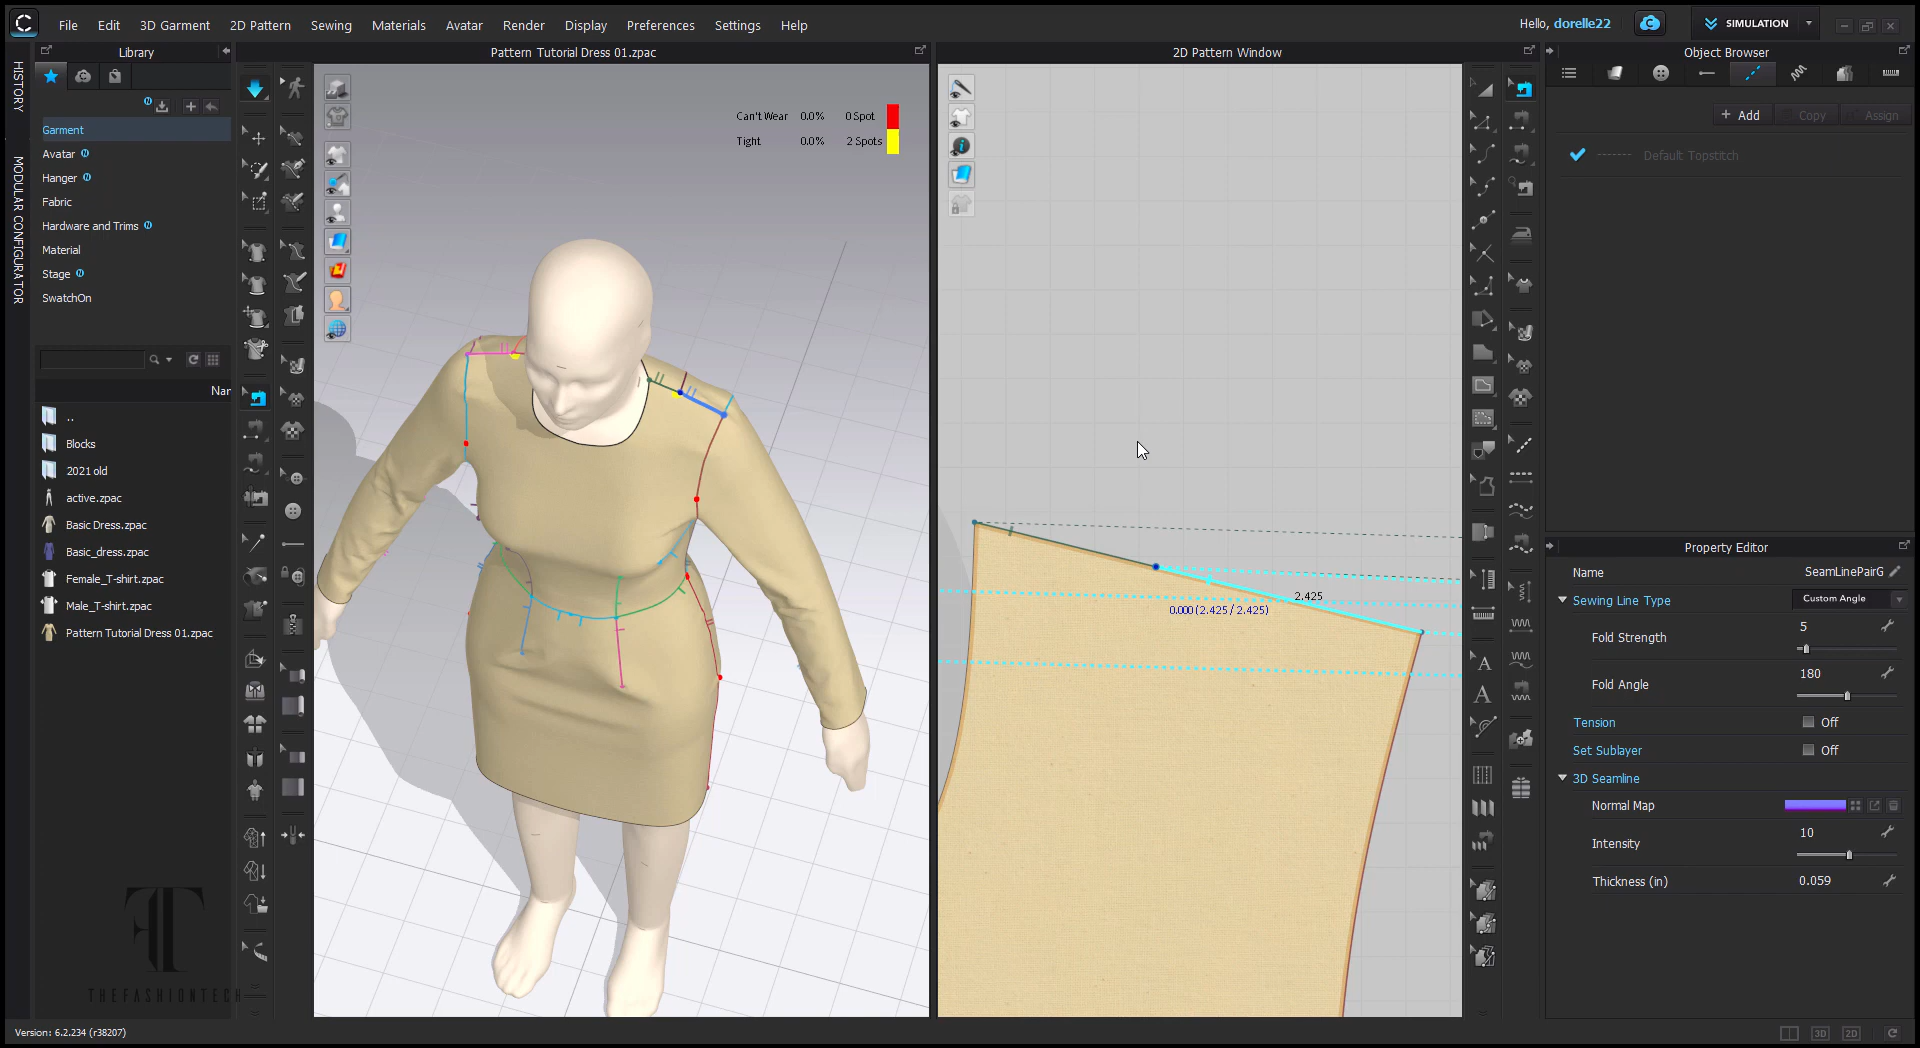 File Edit 3D Garment 2D Pattern Sewing Materials Avatar Render Display Preferences Settings Help
Hello, dorelle22
SIMULATION
Library
Pattern Tutorial Dress 01.zpac
2D Pattern Window
Object Browser
HISTORY
MODULAR CONFIGURATOR
Garment
Avatar
Hanger
Fabric
Hardware and Trims
Material
Stage
SwatchOn
Nar
..
Blocks
2021 old
active.zpac
Basic Dress.zpac
Basic_dress.zpac
Female_T-shirt.zpac
Male_T-shirt.zpac
Pattern Tutorial Dress 01.zpac
THEFASHIONTECH
Can't Wear 0.0% 0 Spot
Tight 0.0% 2 Spots
2.425
0.000 (2.425 / 2.425)
A
A
+ Add
Copy
Assign
Default Topstitch
Property Editor
Name SeamLinePairG
Sewing Line Type Custom Angle
Fold Strength 5
Fold Angle 180
Tension Off
Set Sublayer Off
3D Seamline
Normal Map
Intensity 10
Thickness (in) 0.059
Version: 6.2.234 (r38207)
3D 2D